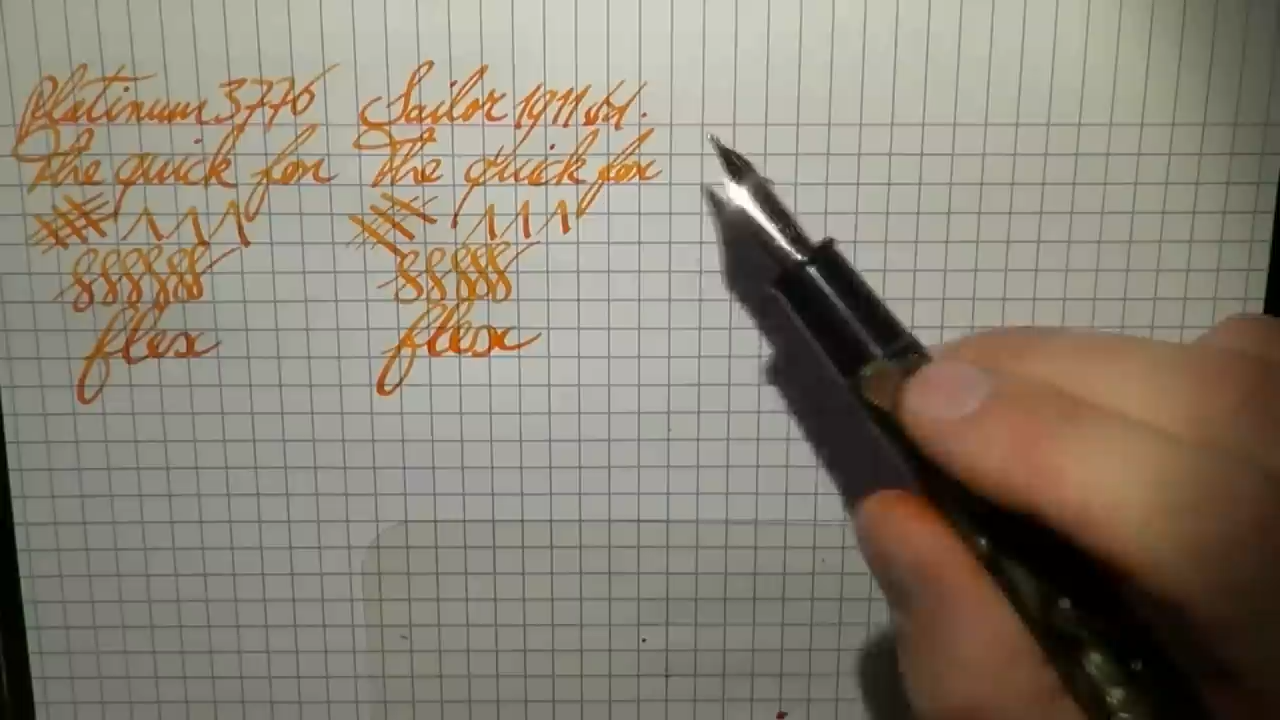 Platinum 3776
The quick fox
flex
Sailor 1911 std.
The quick fox
flex